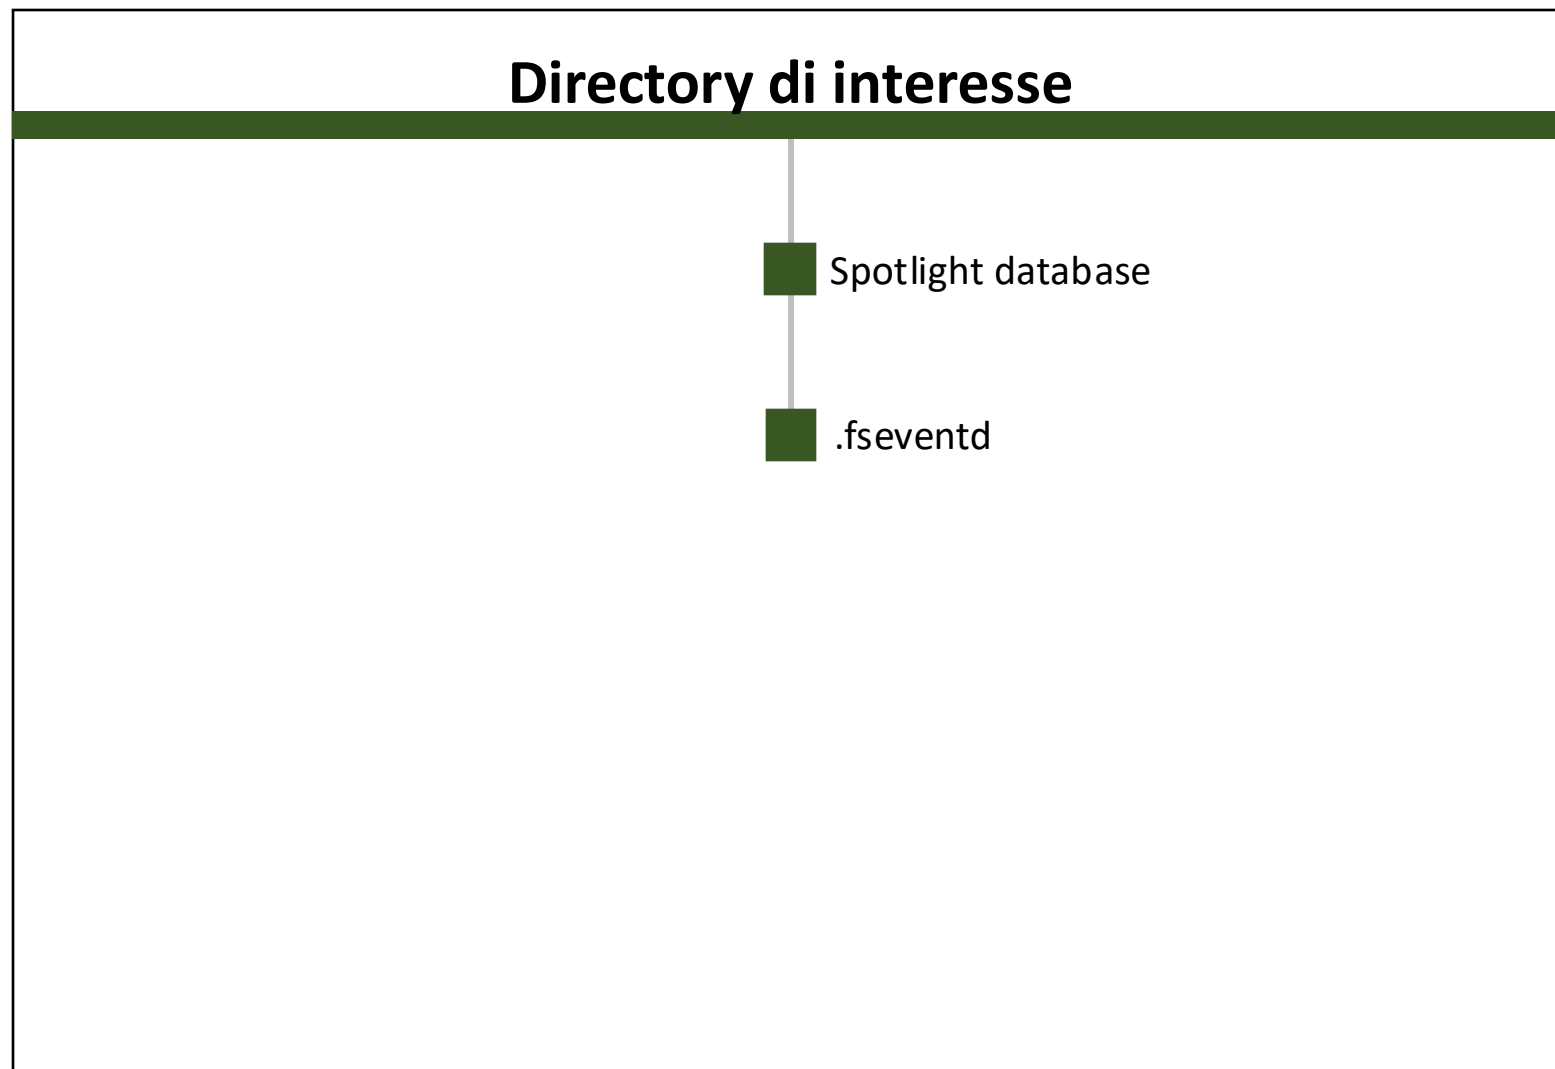 Directory di interesse
Spotlight database
.fseventd